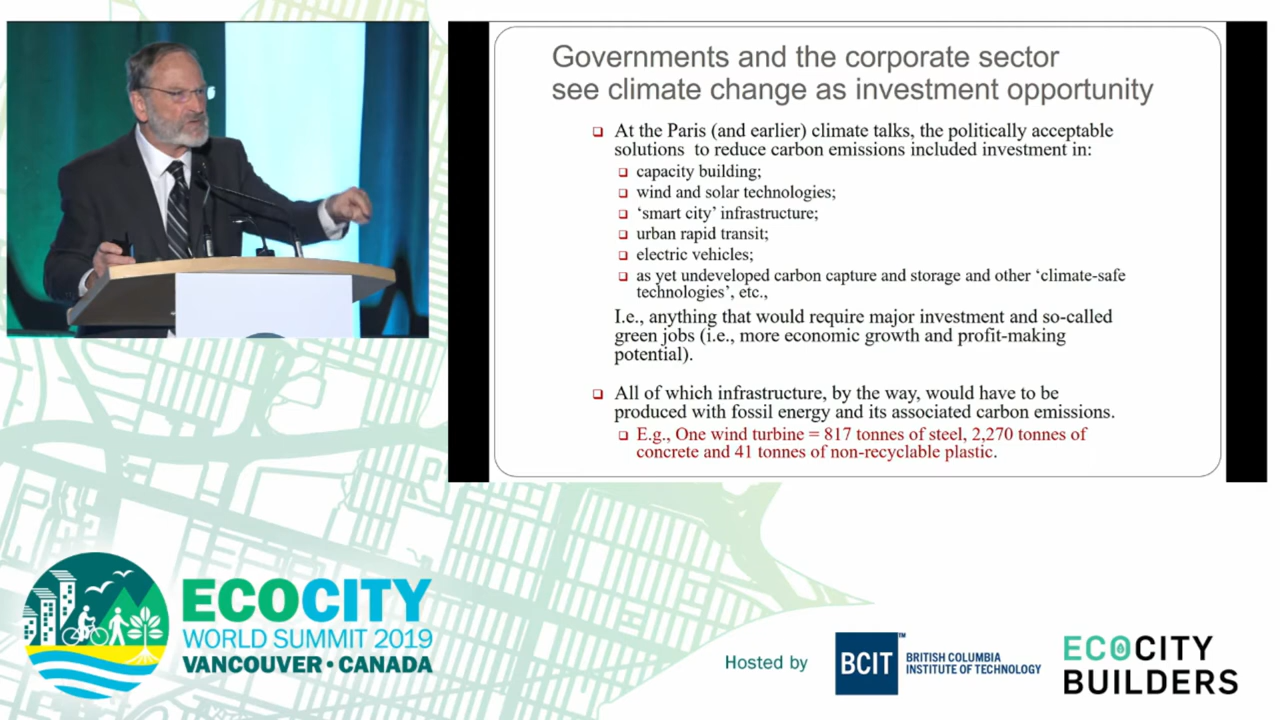 Governments and the corporate sector
see climate change as investment opportunity
At the Paris (and earlier) climate talks, the politically acceptable
solutions to reduce carbon emissions included investment in:
capacity building;
wind and solar technologies;
‘smart city’ infrastructure;
urban rapid transit;
electric vehicles;
as yet undeveloped carbon capture and storage and other ‘climate-safe
technologies’, etc.,
I.e., anything that would require major investment and so-called
green jobs (i.e., more economic growth and profit-making
potential).
All of which infrastructure, by the way, would have to be
produced with fossil energy and its associated carbon emissions.
E.g., One wind turbine = 817 tonnes of steel, 2,270 tonnes of
concrete and 41 tonnes of non-recyclable plastic.
ECOCITY
WORLD SUMMIT 2019
VANCOUVER • CANADA
Hosted by
BCIT™
BRITISH COLUMBIA
INSTITUTE OF TECHNOLOGY
ECOCITY
BUILDERS